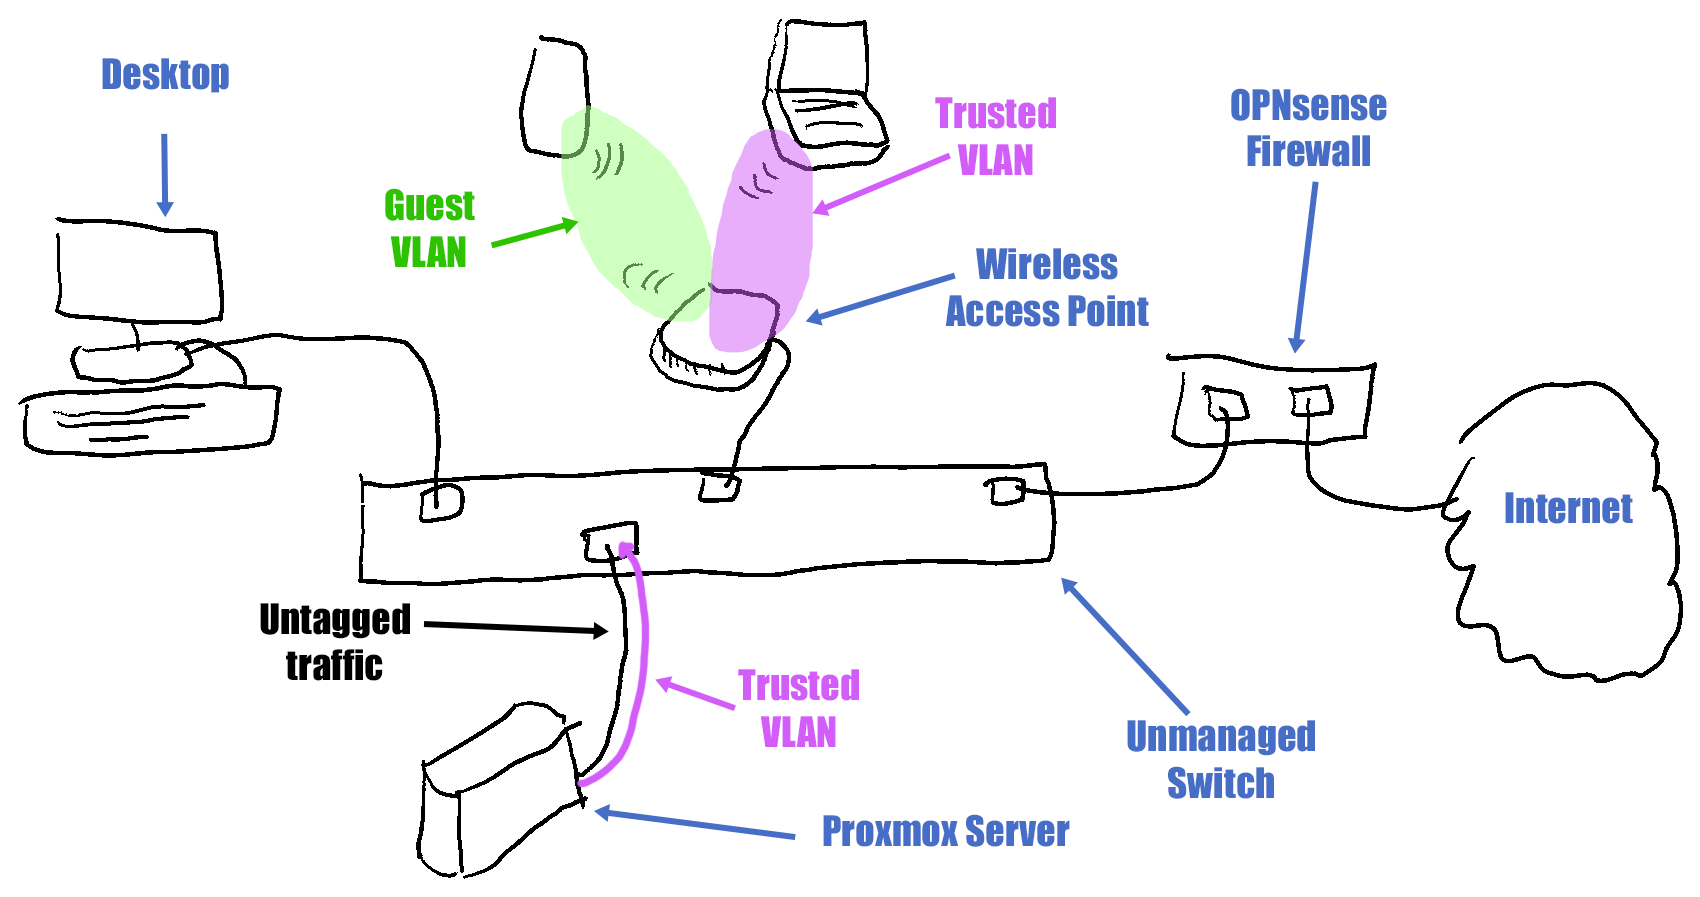 Desktop
Guest
VLAN
Trusted
VLAN
OPNsense
Firewall
Wireless
Access Point
Internet
Untagged
traffic
Trusted
VLAN
Unmanaged
Switch
Proxmox Server